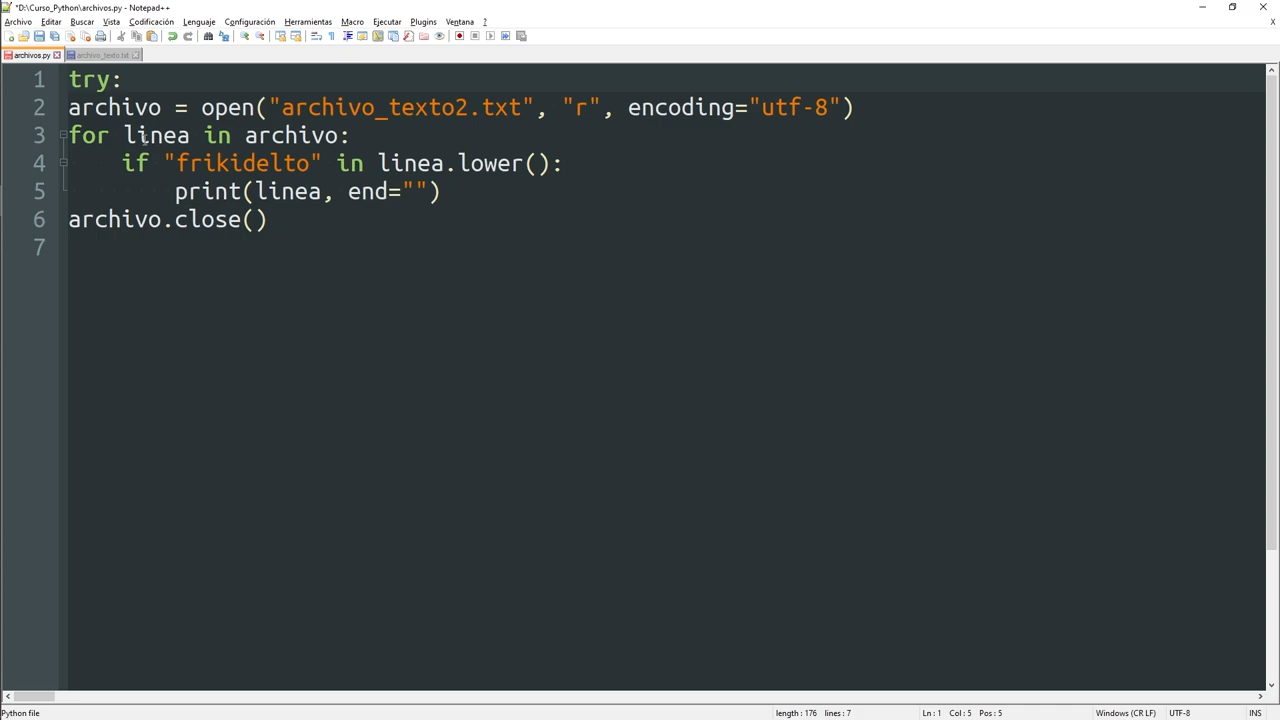 *D:\Curso_Python\archivos.py - Notepad++
Archivo Editar Buscar Vista Codificación Lenguaje Configuración Herramientas Macro Ejecutar Plugins Ventana ?
X
archivos.py archivo_texto.txt
1 try:
2 archivo = open("archivo_texto2.txt", "r", encoding="utf-8")
3 for linea in archivo:
4     if "frikidelto" in linea.lower():
5         print(linea, end="")
6 archivo.close()
7
Python file length : 176 lines : 7 Ln : 1 Col : 5 Pos : 5 Windows (CR LF) UTF-8 INS